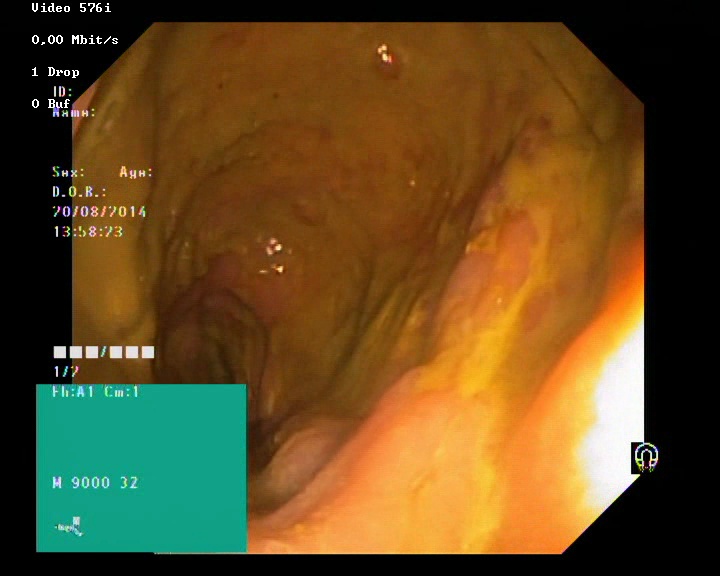 Video 576i
0,00 Mbit/s
1 Drop
0 Buf
ID:
Name:
Sex: Age:
D.O.B.:
20/08/2014
13:58:23
■■■/■■■
1/2
Eh:A1 Cm:1
M 9000 32